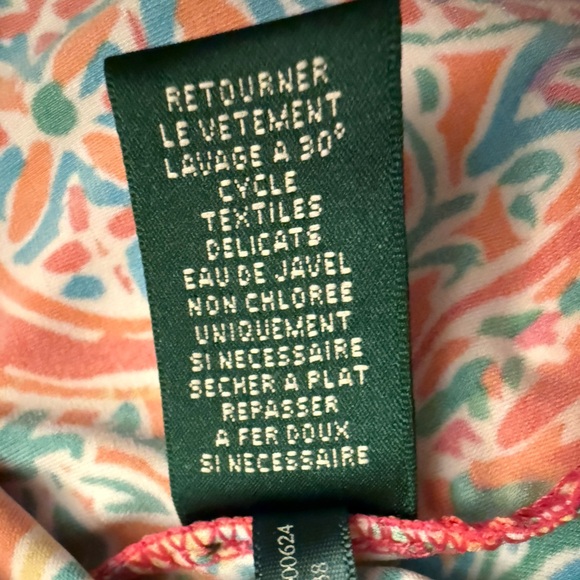 RETOURNER
LE VETEMENT
LAVAGE A 30°
CYCLE
TEXTILES
DELICATS
EAU DE JAVEL
NON CHLOREE
UNIQUEMENT
SI NECESSAIRE
SECHER A PLAT
REPASSER
A FER DOUX
SI NECESSAIRE
00624